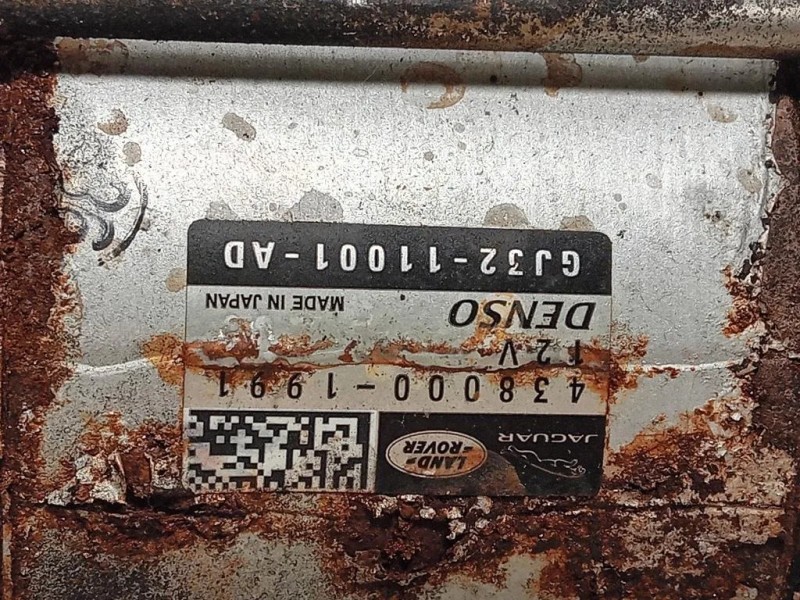 JAGUAR
LAND-
-ROVER
438000-1991
12V
DENSO
MADE IN JAPAN
GJ32-11001-AD